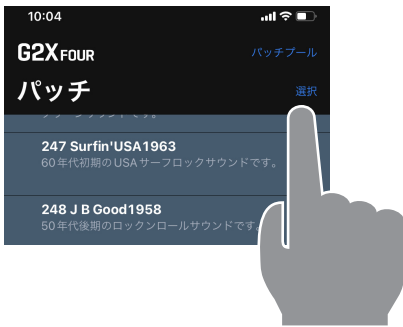 10:04
G2X FOUR
パッチプール
パッチ
選択
247 Surfin'USA1963
60年代初期のUSAサーフロックサウンドです。
248 J B Good1958
50年代後期のロックンロールサウンドです